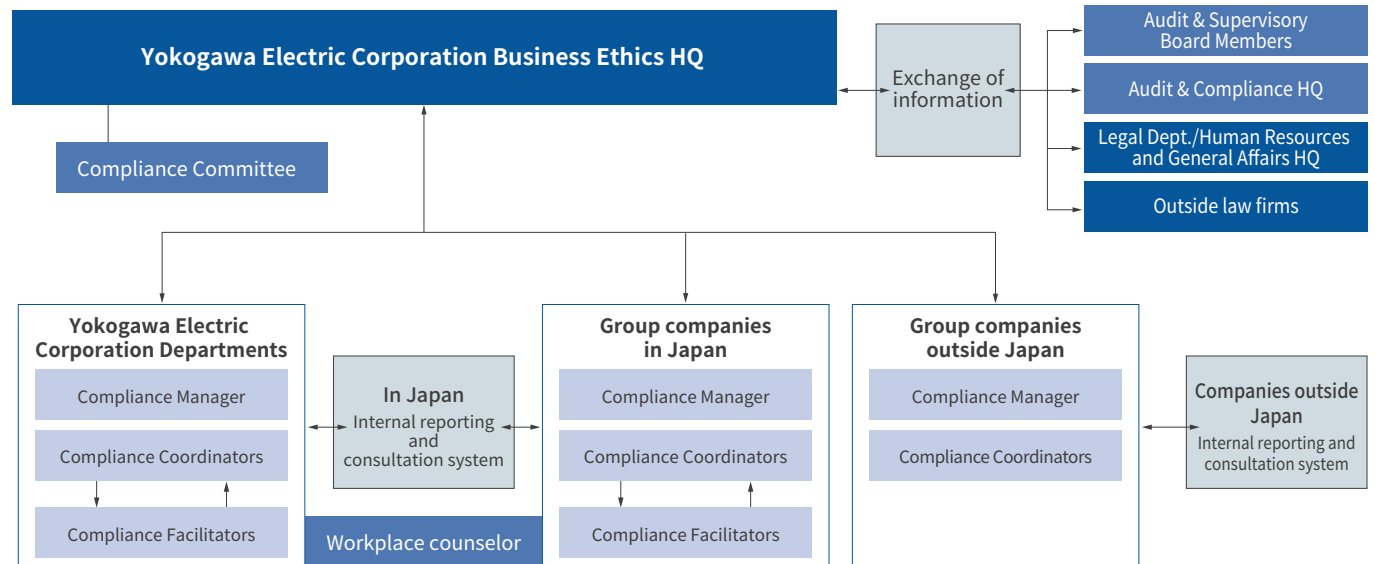 Yokogawa Electric Corporation Business Ethics HQ
Compliance Committee
Exchange of
information
Audit & Supervisory
Board Members
Audit & Compliance HQ
Legal Dept./Human Resources
and General Affairs HQ
Outside law firms
Yokogawa Electric
Corporation Departments
Compliance Manager
Compliance Coordinators
Compliance Facilitators
In Japan
Internal reporting
and
consultation system
Workplace counselor
Group companies
in Japan
Compliance Manager
Compliance Coordinators
Compliance Facilitators
Group companies
outside Japan
Compliance Manager
Compliance Coordinators
Companies outside
Japan
Internal reporting and
consultation system